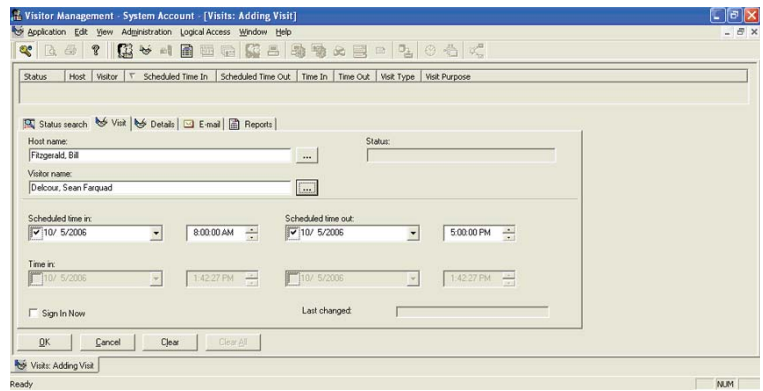 Visitor Management - System Account - [Visits: Adding Visit]
Application Edit View Administration Logical Access Window Help
Status Host Visitor Scheduled Time In Scheduled Time Out Time In Time Out Visit Type Visit Purpose
Status search Visit Details E-mail Reports
Host name: Status:
Fitzgerald, Bill ...
Visitor name:
Delcour, Sean Farquad ...
Scheduled time in: Scheduled time out:
10/ 5/2006 8:00:00 AM 10/ 5/2006 5:00:00 PM
Time in:
10/ 5/2006 1:42:27 PM 10/ 5/2006 1:42:27 PM
Sign In Now Last changed:
OK Cancel Clear Clear All
Visits: Adding Visit
Ready NUM